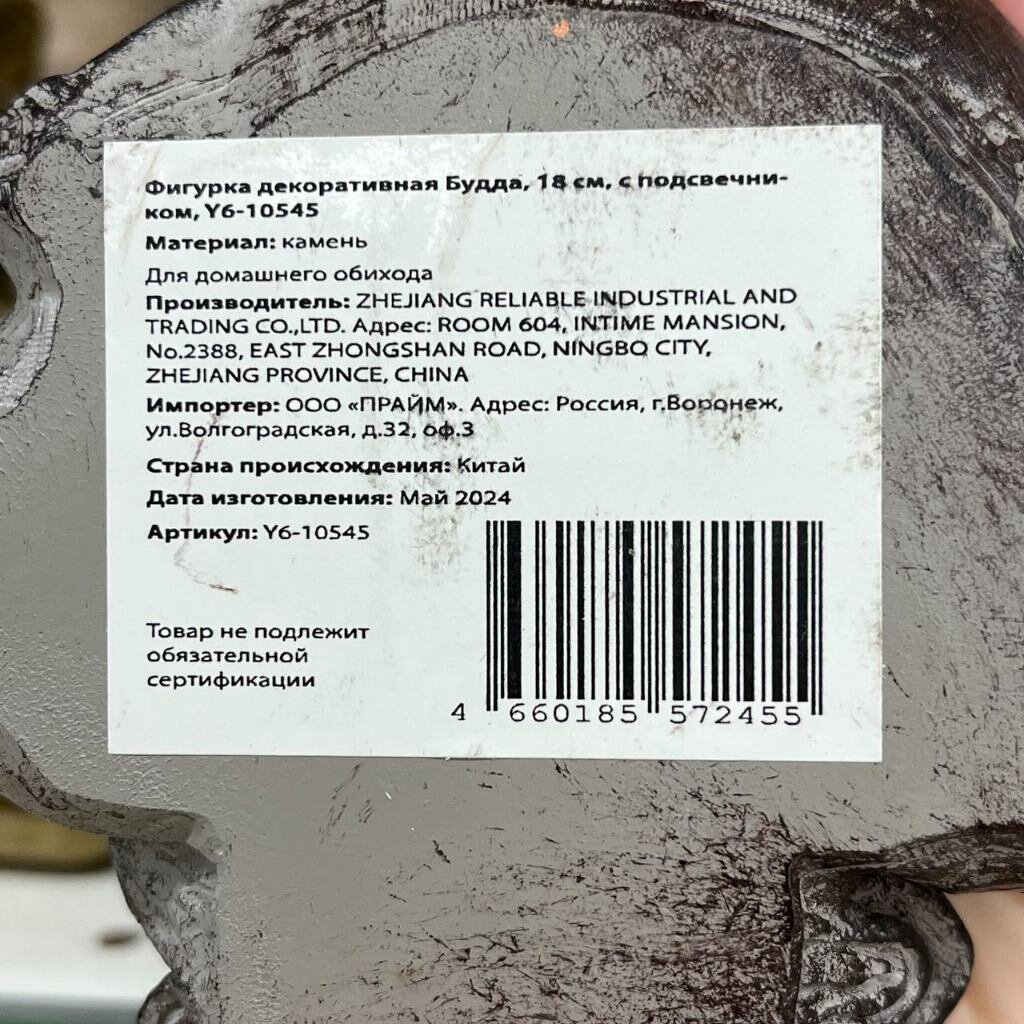 Фигурка декоративная Будда, 18 см, с подсвечни-
ком, Y6-10545
Материал: камень
Для домашнего обихода
Производитель: ZHEJIANG RELIABLE INDUSTRIAL AND
TRADING CO.,LTD. Адрес: ROOM 604, INTIME MANSION,
No.2388, EAST ZHONGSHAN ROAD, NINGBO CITY,
ZHEJIANG PROVINCE, CHINA
Импортер: ООО «ПРАЙМ». Адрес: Россия, г.Воронеж,
ул.Волгоградская, д.32, оф.3
Страна происхождения: Китай
Дата изготовления: Май 2024
Артикул: Y6-10545
Товар не подлежит
обязательной
сертификации
4 660185 572455